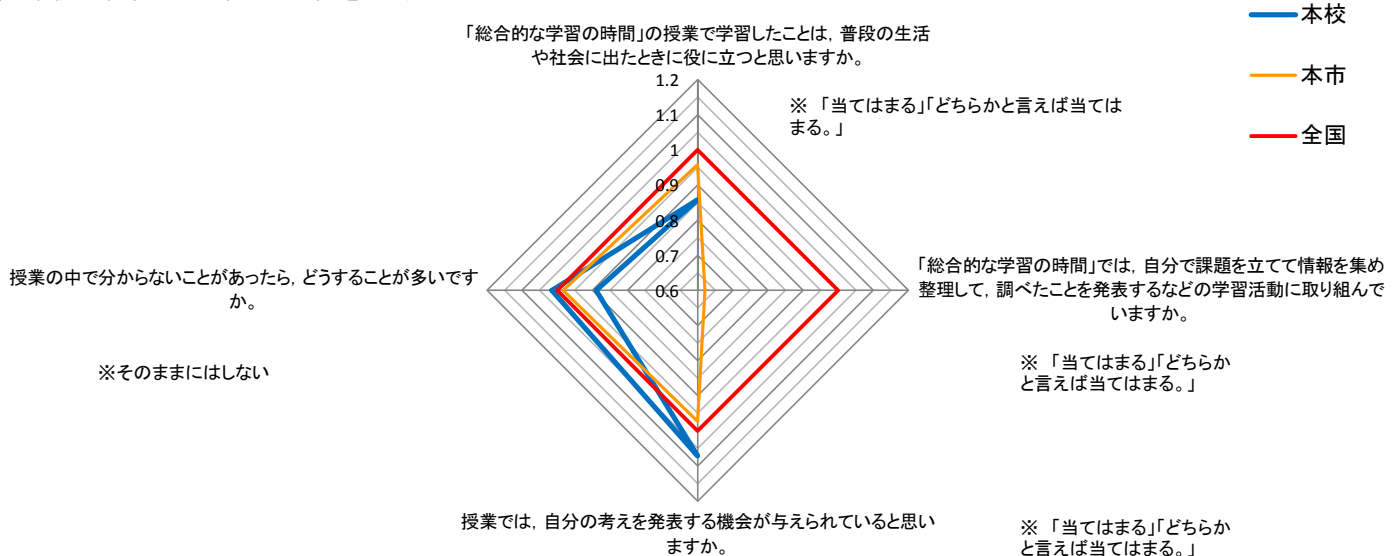 本校
「総合的な学習の時間」の授業で学習したことは, 普段の生活
や社会に出たときに役に立つと思いますか。
本市
※ 「当てはまる」「どちらかと言えば当ては
まる。」
全国
1.2
1.1
1
0.9
0.8
0.7
0.6
授業の中で分からないことがあったら, どうすることが多いです
か。
※そのままにはしない
「総合的な学習の時間」では, 自分で課題を立てて情報を集め
整理して, 調べたことを発表するなどの学習活動に取り組んで
いますか。
※ 「当てはまる」「どちらか
と言えば当てはまる。」
授業では, 自分の考えを発表する機会が与えられていると思い
ますか。
※ 「当てはまる」「どちらか
と言えば当てはまる。」